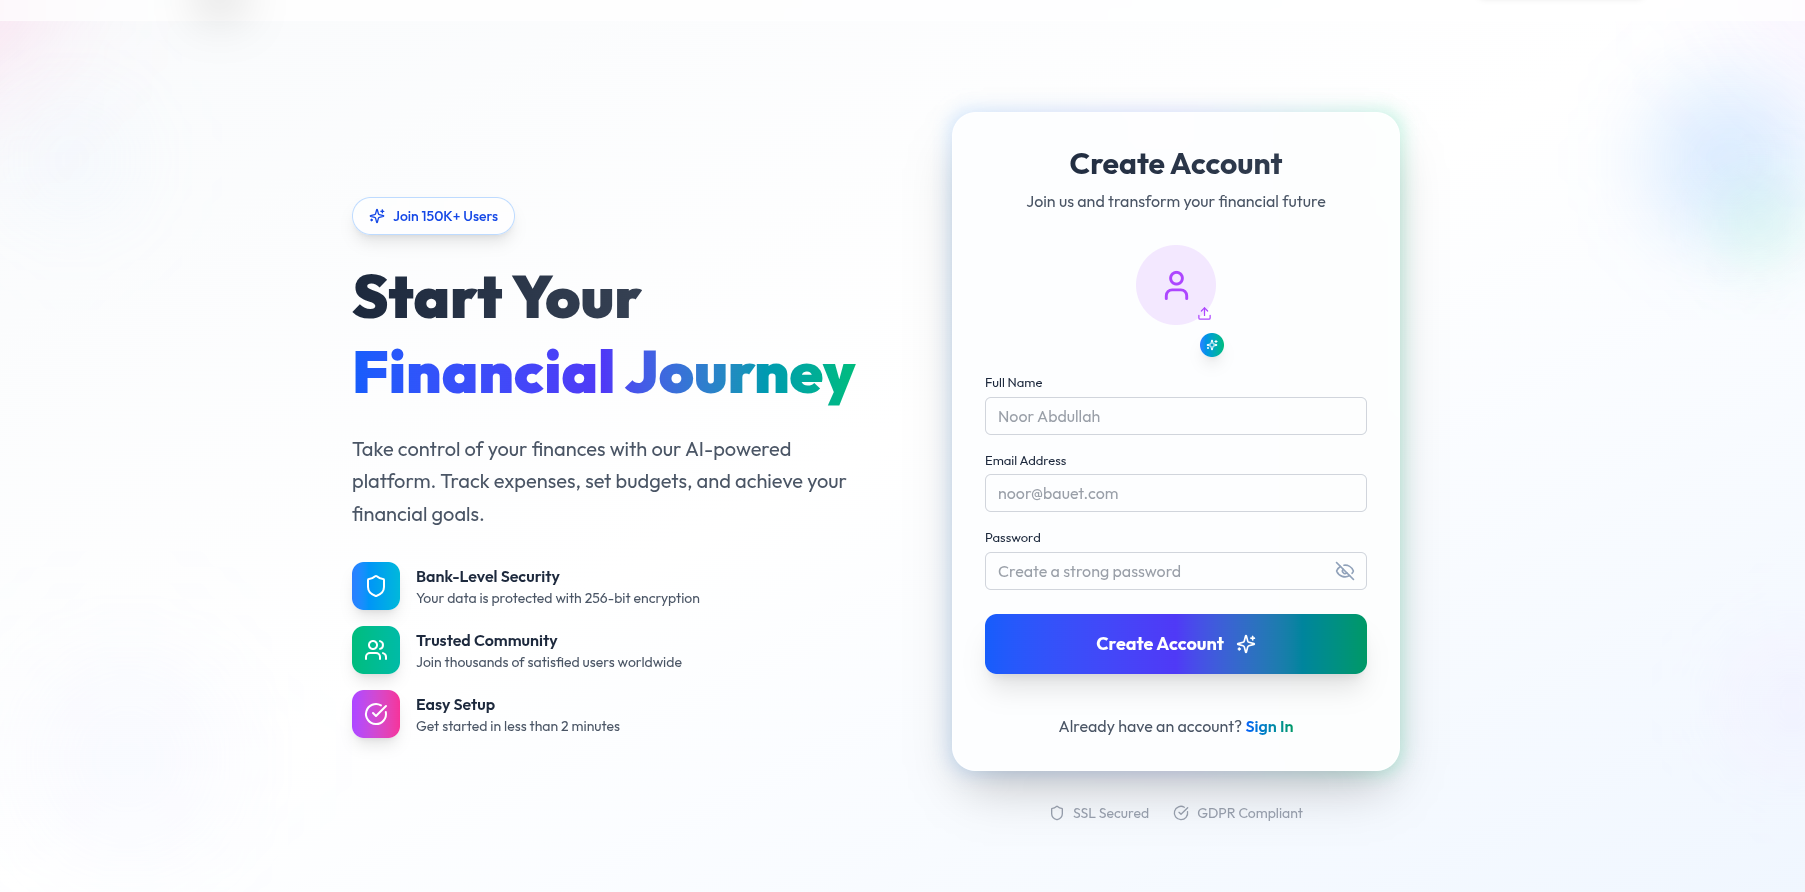 Join 150K+ Users
Start Your
Financial Journey
Take control of your finances with our AI-powered
platform. Track expenses, set budgets, and achieve your
financial goals.
Bank-Level Security
Your data is protected with 256-bit encryption
Trusted Community
Join thousands of satisfied users worldwide
Easy Setup
Get started in less than 2 minutes
Create Account
Join us and transform your financial future
Full Name
Noor Abdullah
Email Address
noor@bauet.com
Password
Create a strong password
Create Account
Already have an account? Sign In
SSL Secured
GDPR Compliant